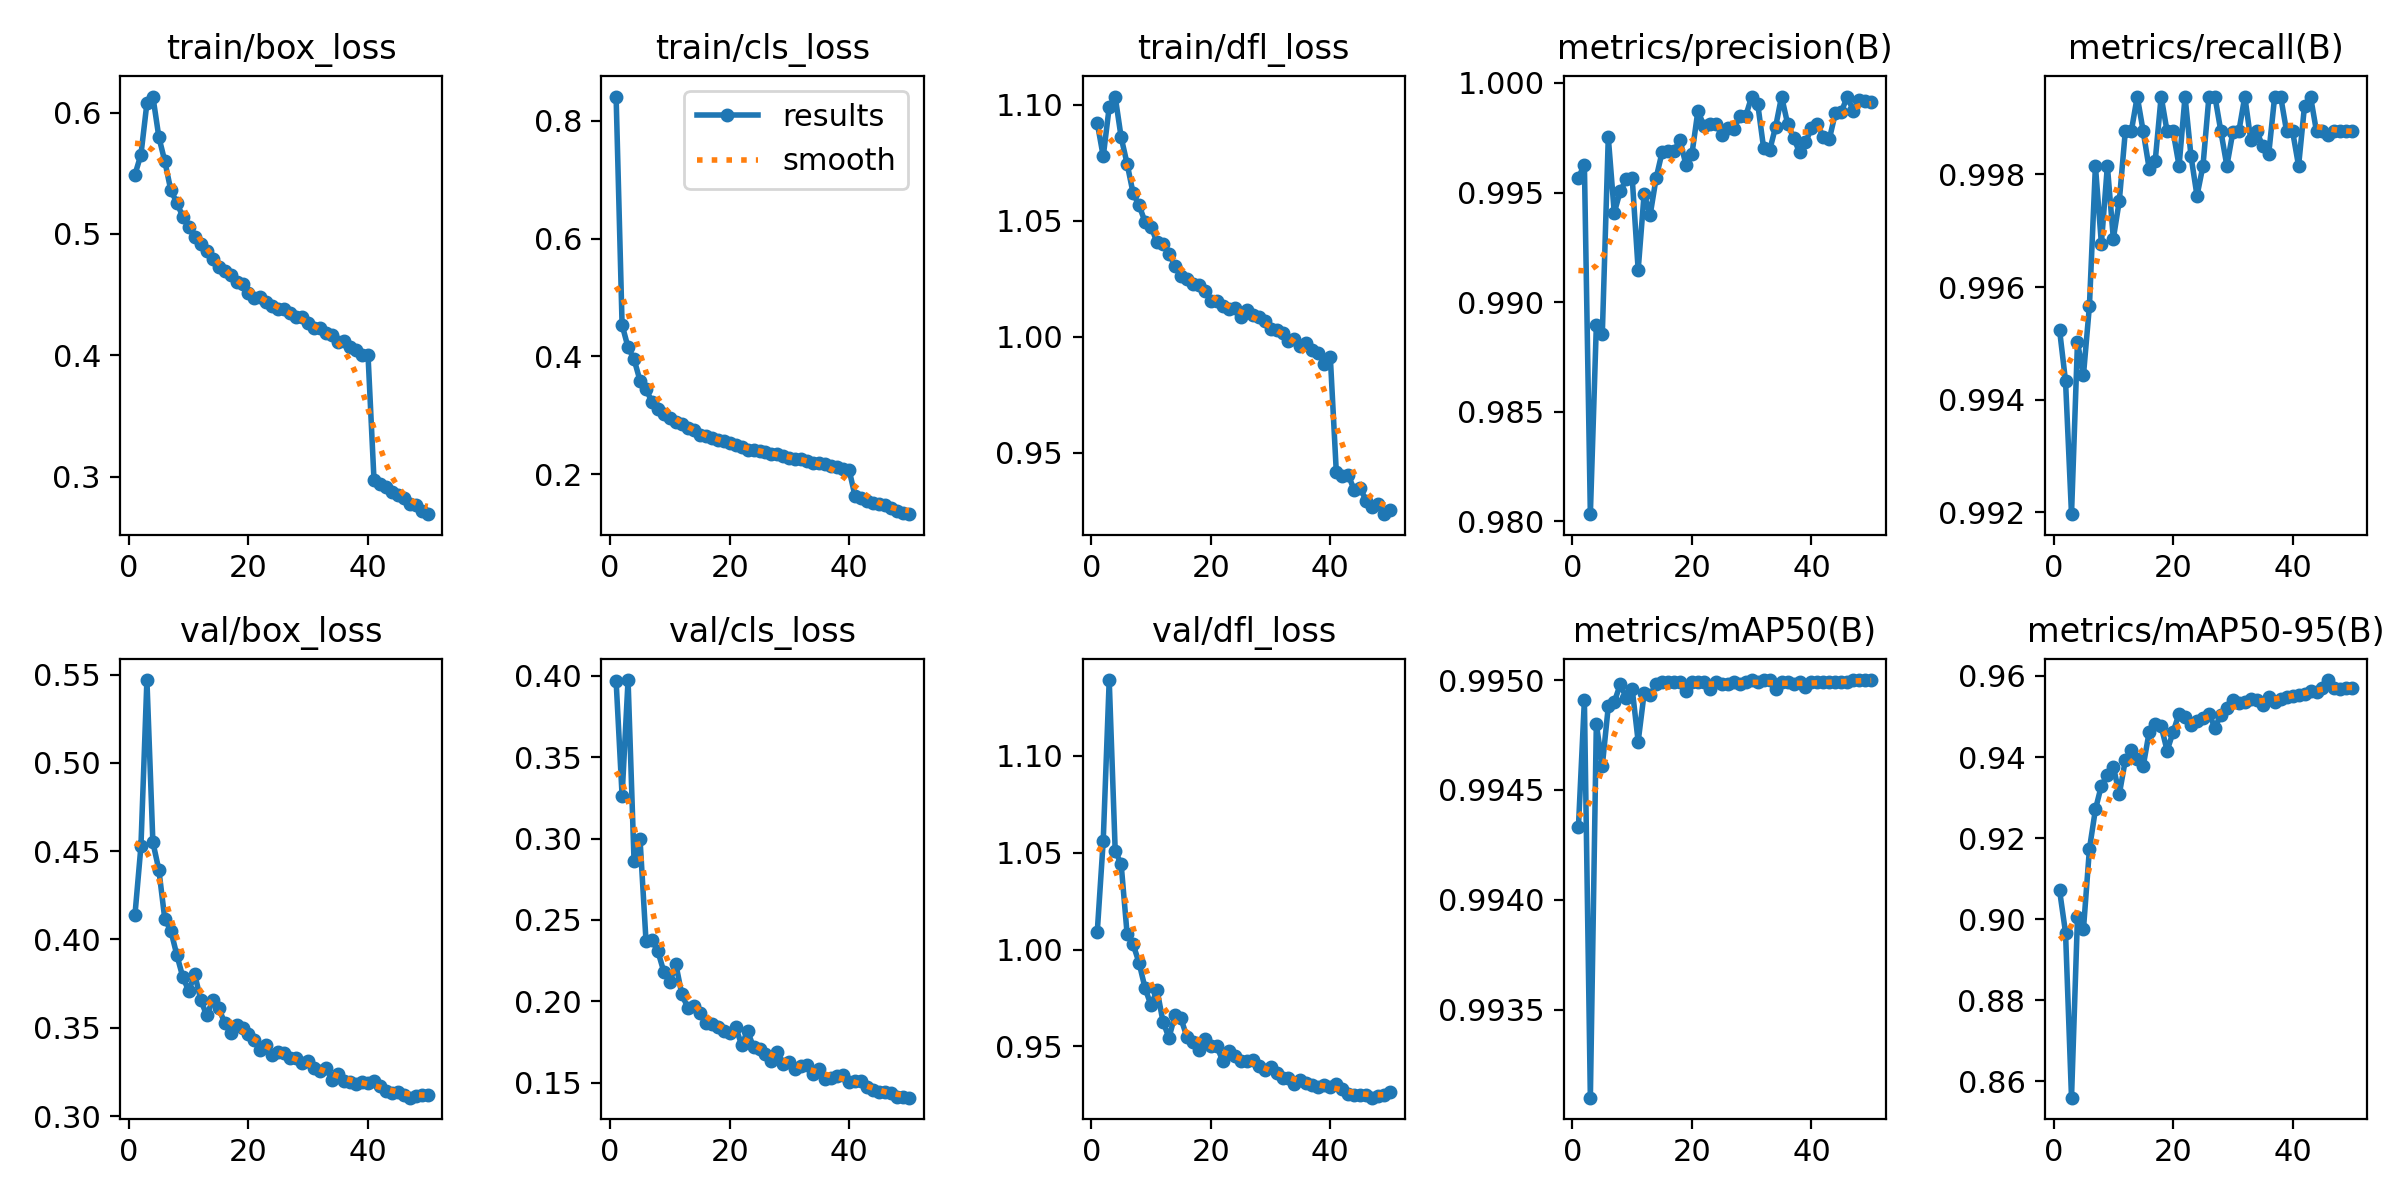 train/box_loss
train/cls_loss
train/dfl_loss
metrics/precision(B)
metrics/recall(B)
0.6
0.5
0.4
0.3
0 20 40
0.8
0.6
0.4
0.2
results
smooth
0 20 40
1.10
1.05
1.00
0.95
0 20 40
1.000
0.995
0.990
0.985
0.980
0 20 40
0.998
0.996
0.994
0.992
0 20 40
val/box_loss
val/cls_loss
val/dfl_loss
metrics/mAP50(B)
metrics/mAP50-95(B)
0.55
0.50
0.45
0.40
0.35
0.30
0 20 40
0.40
0.35
0.30
0.25
0.20
0.15
0 20 40
1.10
1.05
1.00
0.95
0 20 40
0.9950
0.9945
0.9940
0.9935
0 20 40
0.96
0.94
0.92
0.90
0.88
0.86
0 20 40